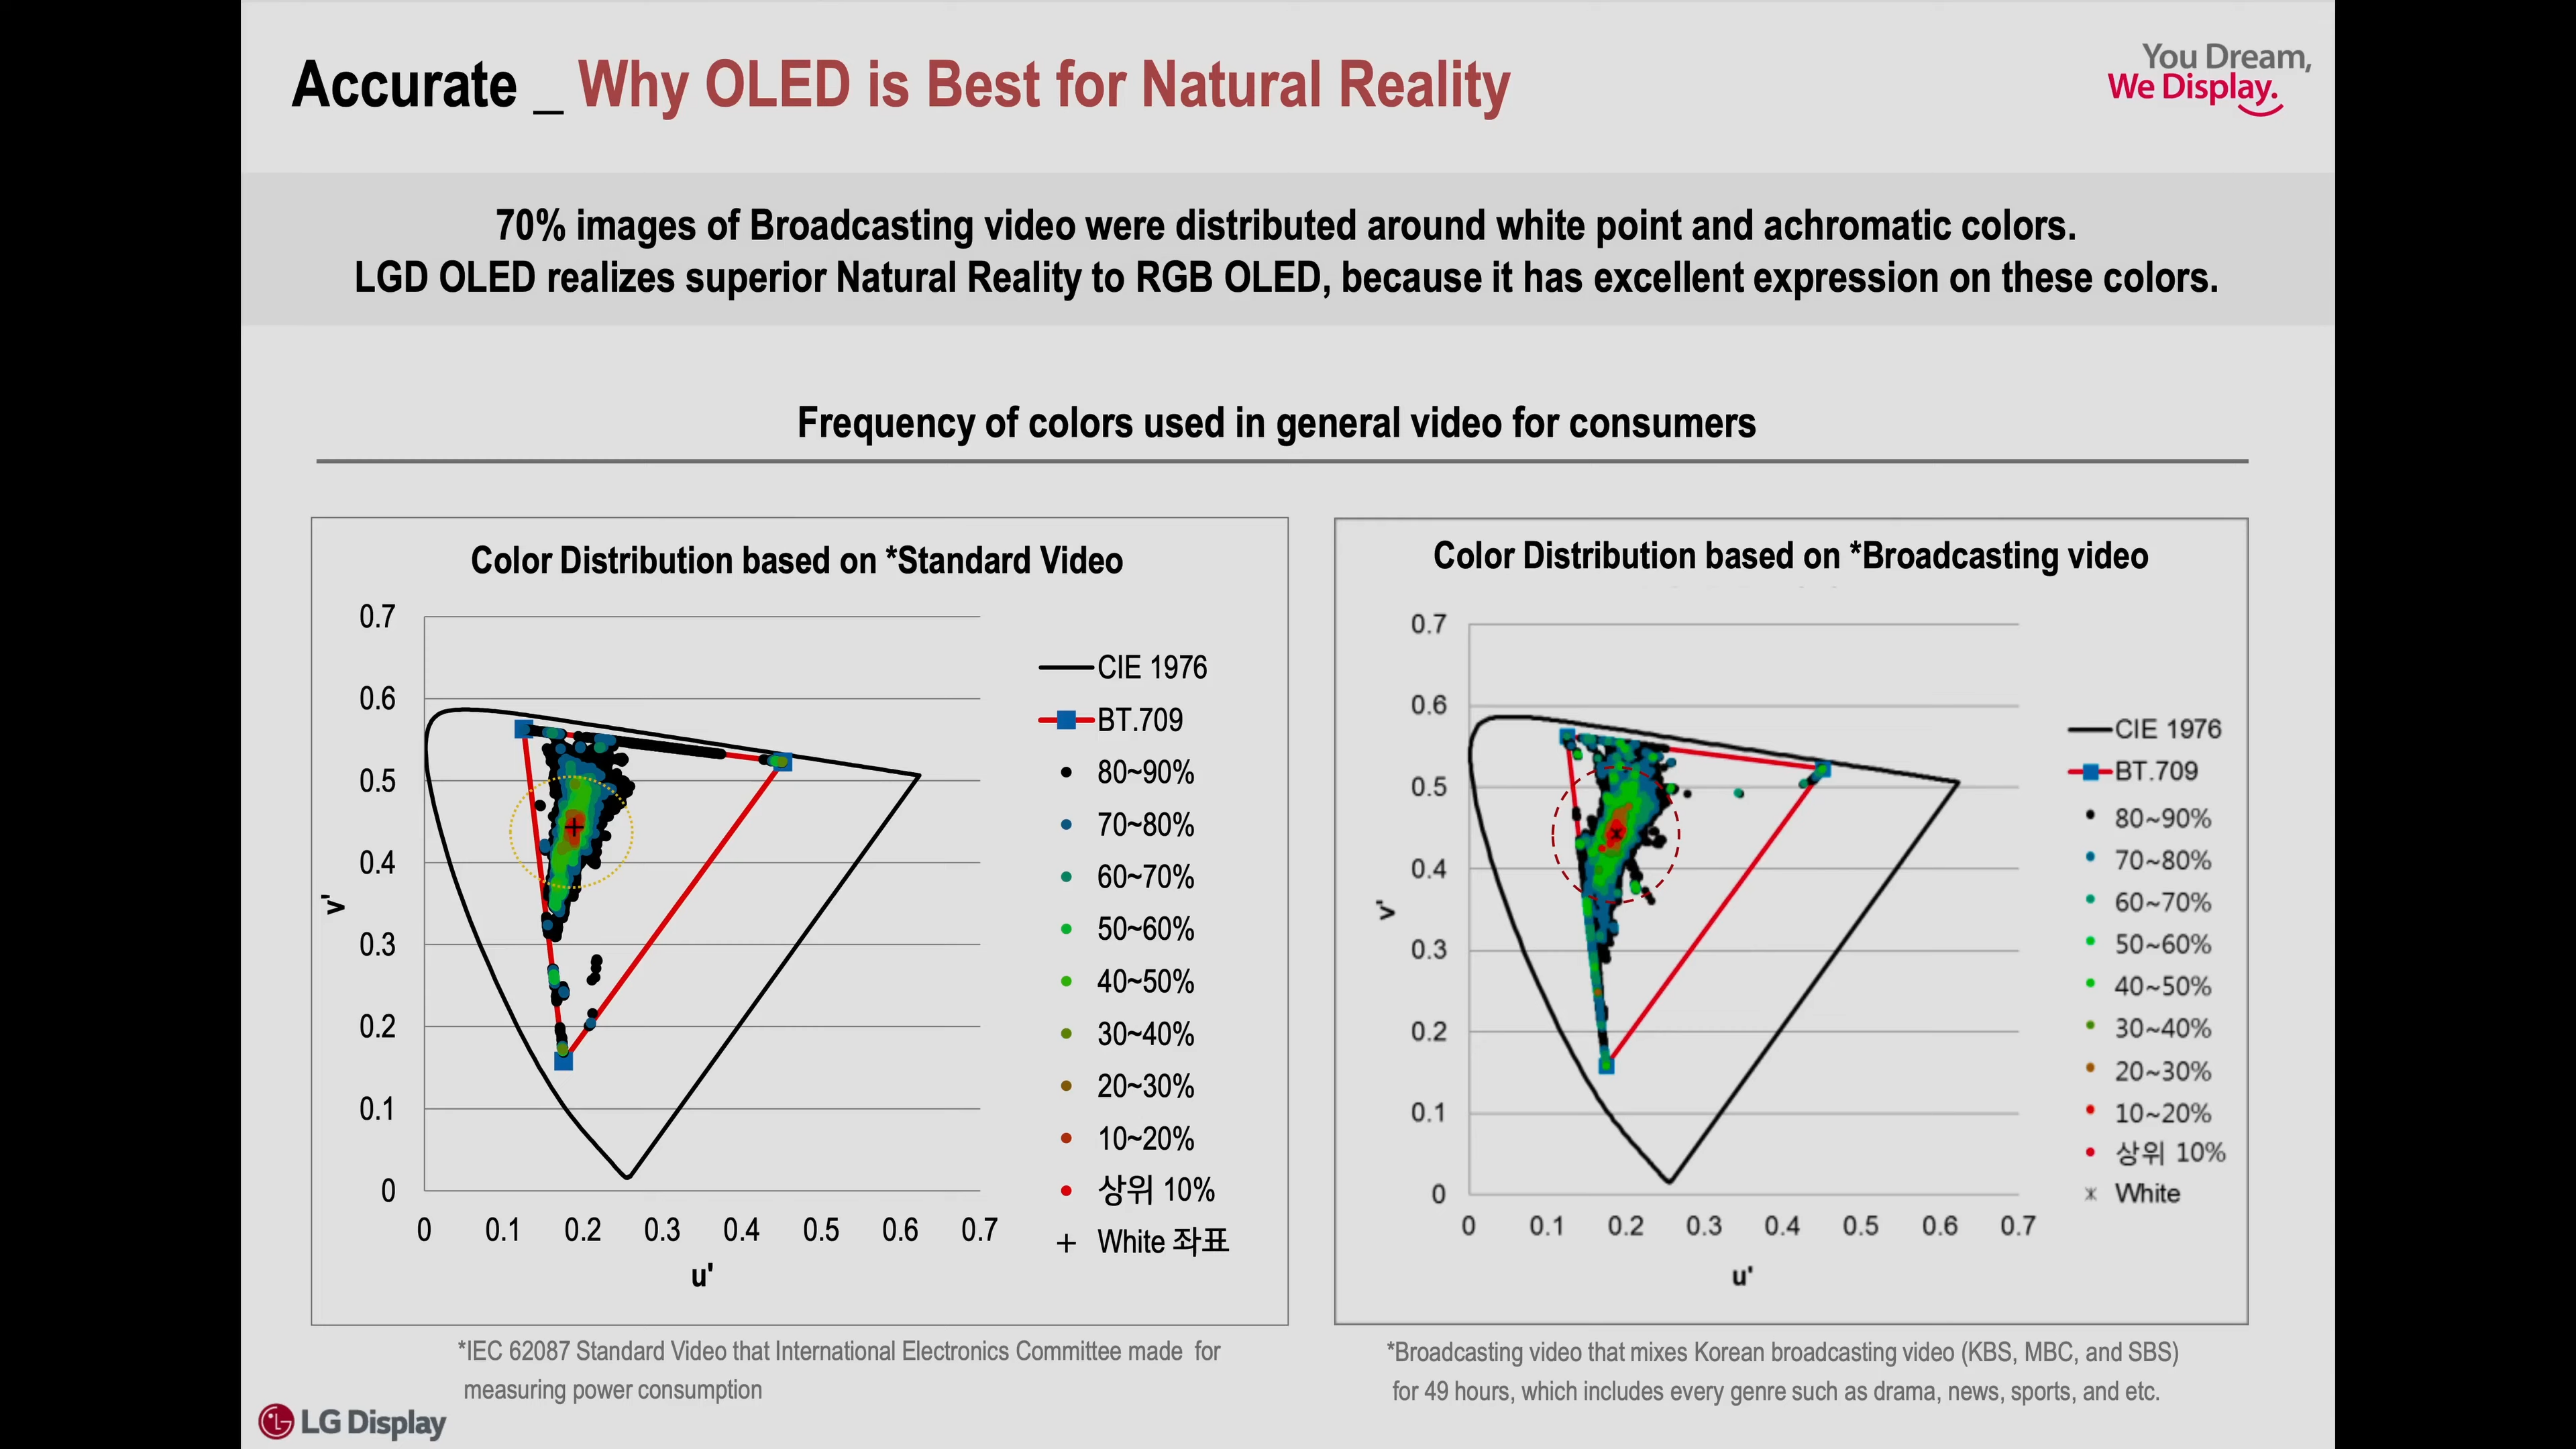 Accurate _ Why OLED is Best for Natural Reality
You Dream,
We Display.
70% images of Broadcasting video were distributed around white point and achromatic colors.
LGD OLED realizes superior Natural Reality to RGB OLED, because it has excellent expression on these colors.
Frequency of colors used in general video for consumers
Color Distribution based on *Standard Video
0.7
0.6
0.5
0.4
0.3
0.2
0.1
0
v'
0 0.1 0.2 0.3 0.4 0.5 0.6 0.7
u'
CIE 1976
BT.709
80~90%
70~80%
60~70%
50~60%
40~50%
30~40%
20~30%
10~20%
상위 10%
White 좌표
*IEC 62087 Standard Video that International Electronics Committee made for
measuring power consumption
Color Distribution based on *Broadcasting video
0.7
0.6
0.5
0.4
0.3
0.2
0.1
0
v'
0 0.1 0.2 0.3 0.4 0.5 0.6 0.7
u'
CIE 1976
BT.709
80~90%
70~80%
60~70%
50~60%
40~50%
30~40%
20~30%
10~20%
상위 10%
White
*Broadcasting video that mixes Korean broadcasting video (KBS, MBC, and SBS)
for 49 hours, which includes every genre such as drama, news, sports, and etc.
LG Display